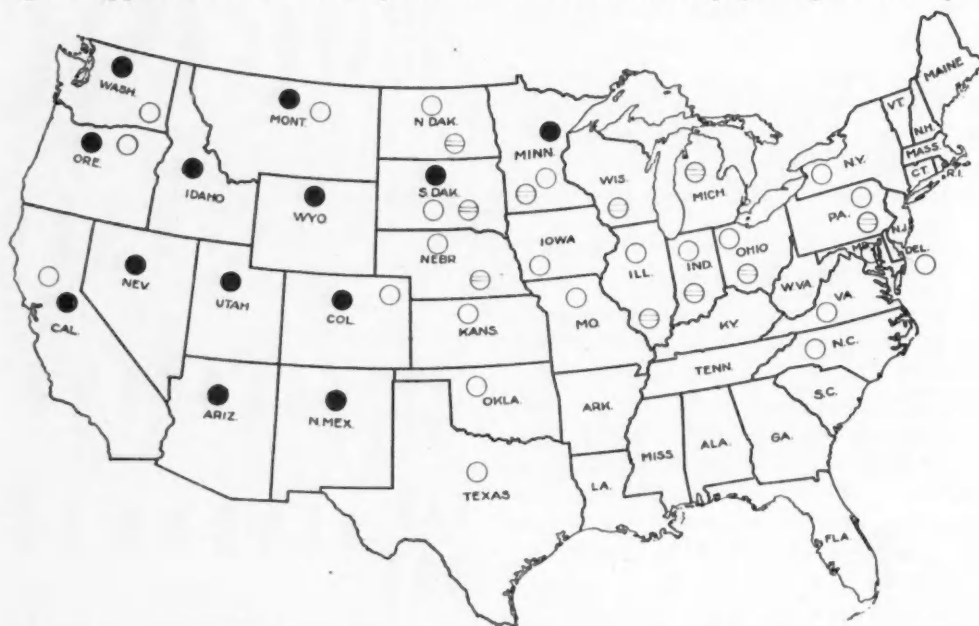 WASH.
MONT.
N.DAK.
MINN.
ORE.
IDAHO
WYO
S.DAK.
WIS.
MICH.
N.Y.
VT.
N.H.
MAINE
MASS.
CT.
R.I.
NEV.
UTAH
COL.
NEBR
IOWA
ILL.
IND.
OHIO
PA.
N.J.
MD.
DEL.
CAL.
KANS.
MO.
KY.
W.VA.
VA.
ARIZ.
N.MEX.
OKLA.
ARK.
TENN.
N.C.
S.C.
TEXAS
LA.
MISS
ALA.
GA.
FLA.